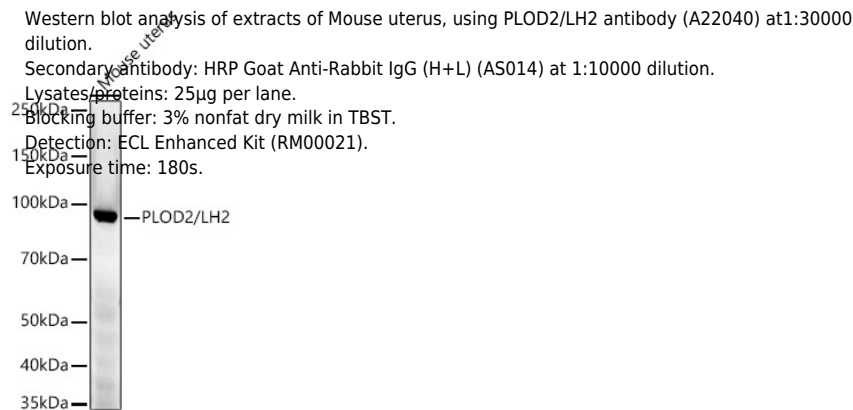 Western blot analysis of extracts of Mouse uterus, using PLOD2/LH2 antibody (A22040) at1:30000
dilution.
Mouse uterus
Secondary antibody: HRP Goat Anti-Rabbit IgG (H+L) (AS014) at 1:10000 dilution.
Lysates/proteins: 25μg per lane.
250kDa
Blocking buffer: 3% nonfat dry milk in TBST.
Detection: ECL Enhanced Kit (RM00021).
150kDa
Exposure time: 180s.
100kDa
PLOD2/LH2
70kDa
50kDa
40kDa
35kDa